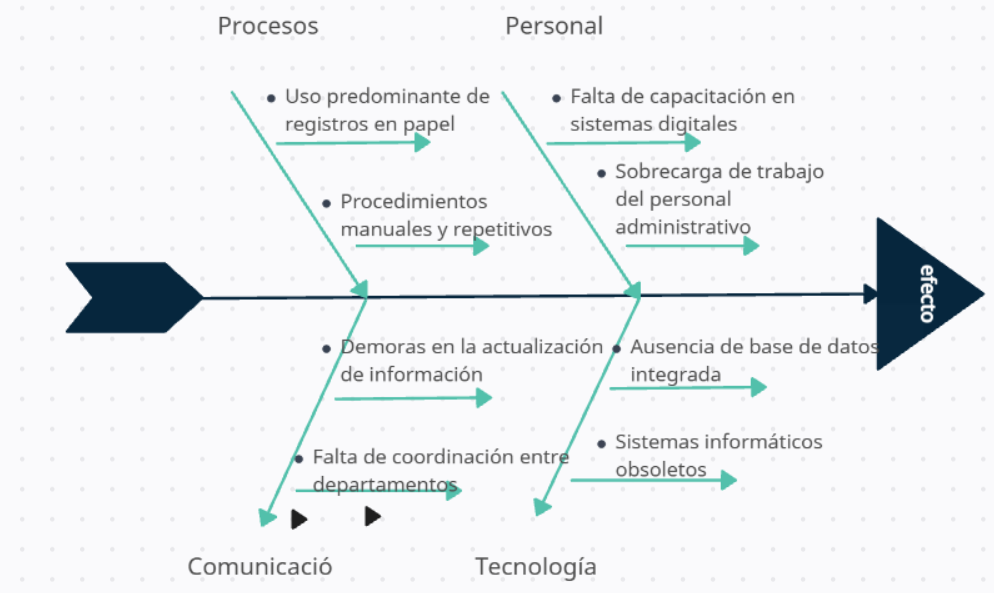 Procesos
Personal
• Uso predominante de
registros en papel
• Falta de capacitación en
sistemas digitales
• Procedimientos
manuales y repetitivos
• Sobrecarga de trabajo
del personal
administrativo
efecto
• Demoras en la actualización
de información
• Ausencia de base de datos
integrada
• Falta de coordinación entre
departamentos
• Sistemas informáticos
obsoletos
Comunicació
Tecnología